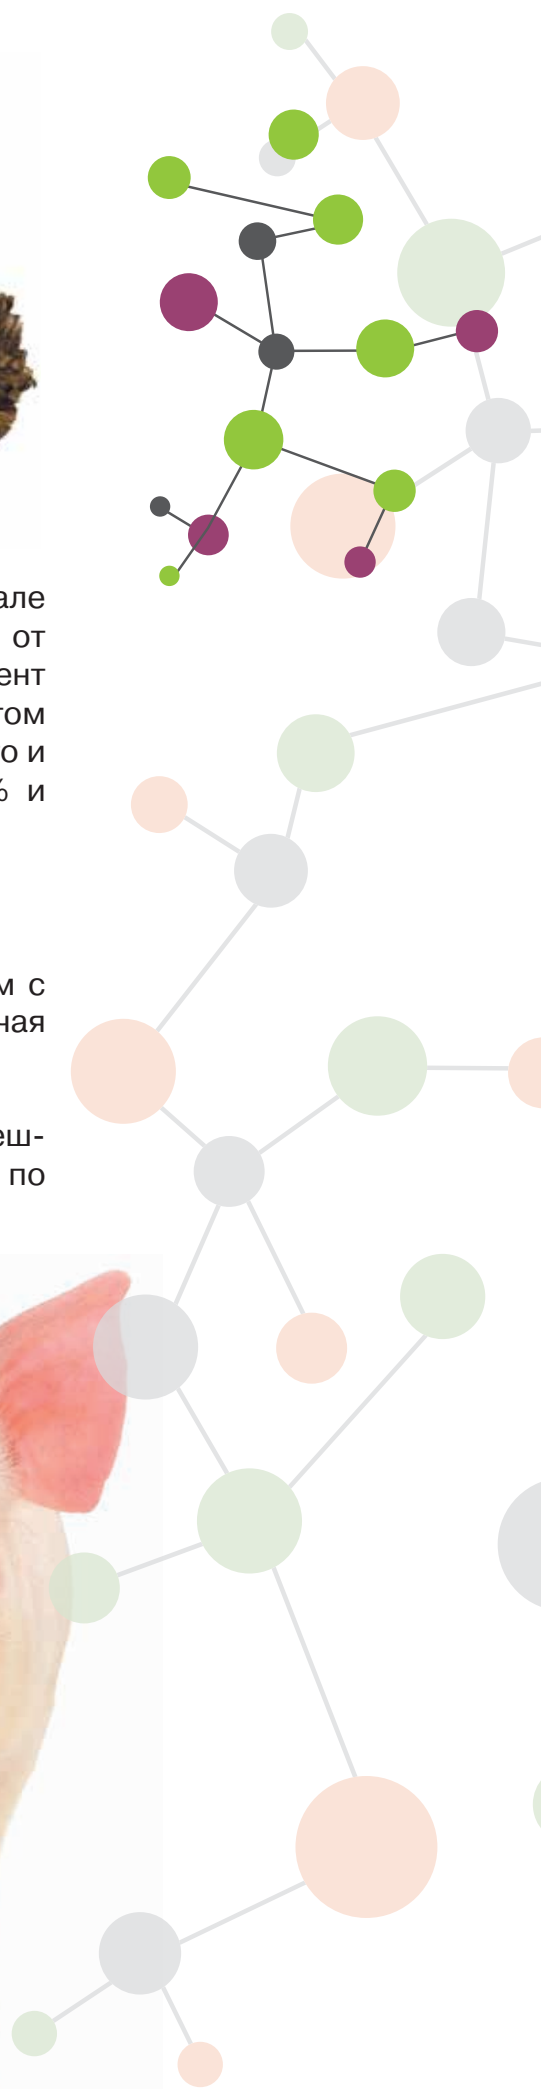 але
от
ент
том
о и
% и
м с
ная
еш-
по